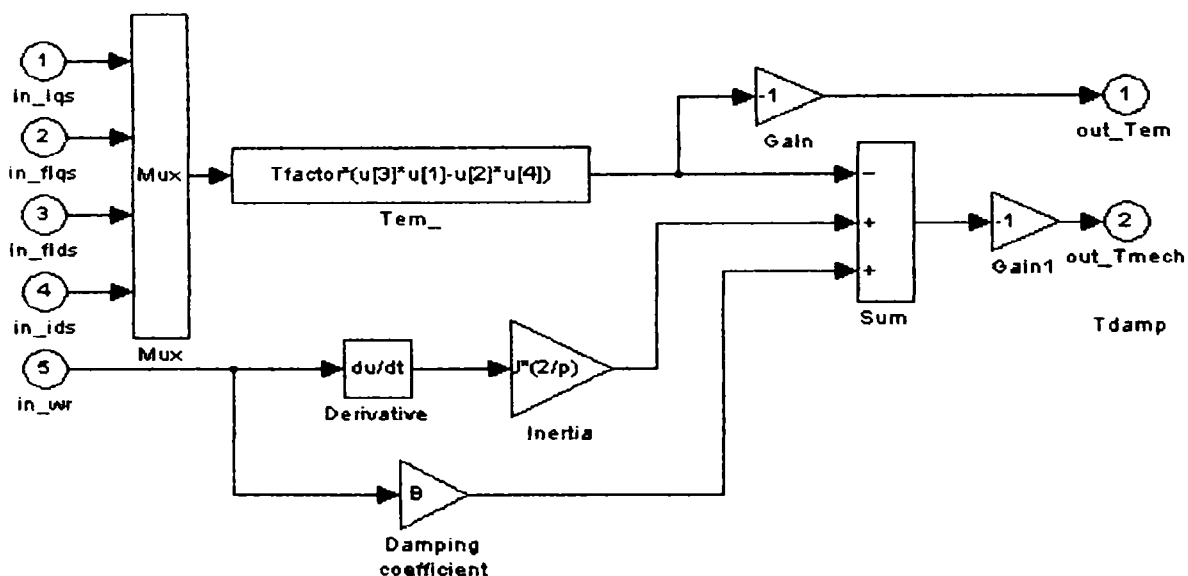 1
in_iqs
2
in_flqs
3
in_flds
4
in_ids
5
in_wr
Mux
Mux
Tfactor*(u[3]*u[1]-u[2]*u[4])
Tem_
-1
Gain
1
out_Tem
−
+
+
Sum
-1
Gain1
2
out_Tmech
Tdamp
du/dt
Derivative
J*(2/p)
Inertia
B
Damping
coefficient